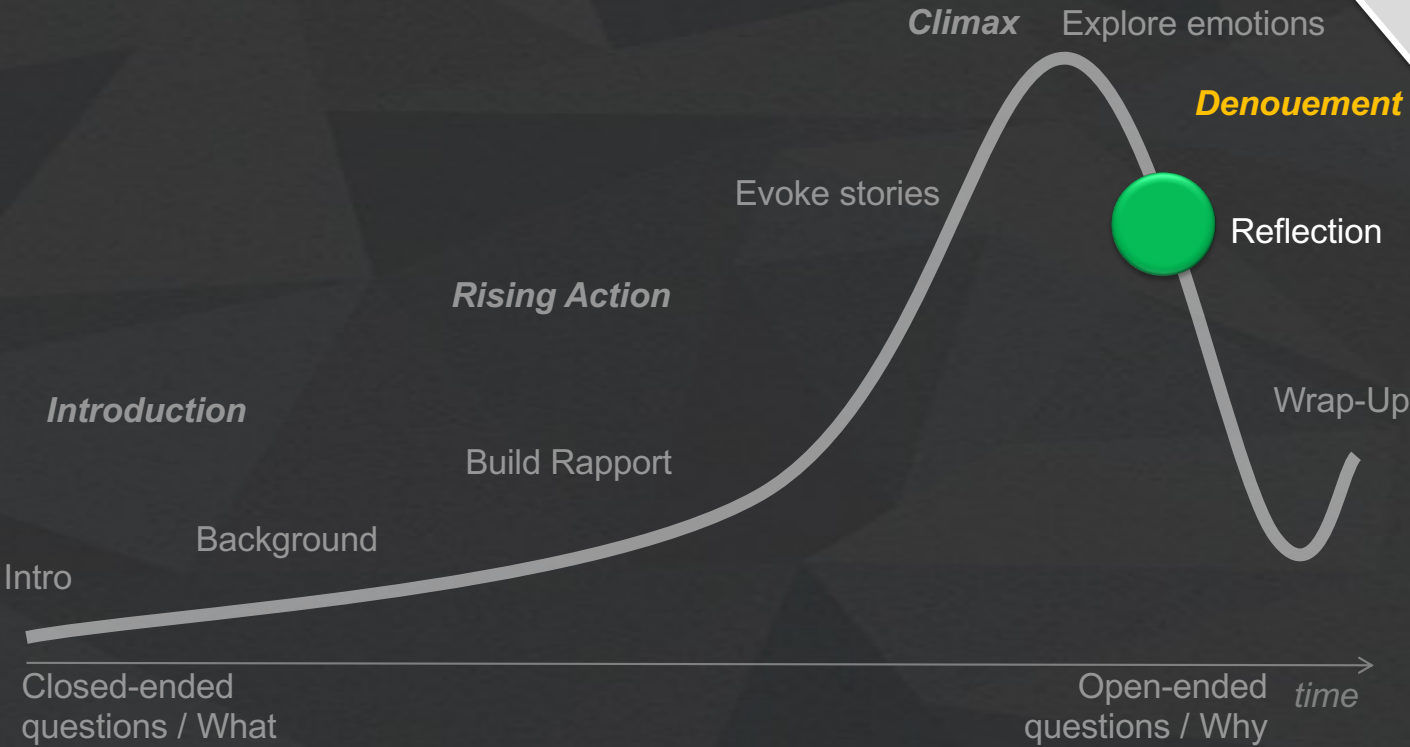 Climax Explore emotions
Denouement
Evoke stories
Reflection
Rising Action
Introduction
Wrap-Up
Build Rapport
Background
Intro
Closed-ended
questions / What
Open-ended
questions / Why
time